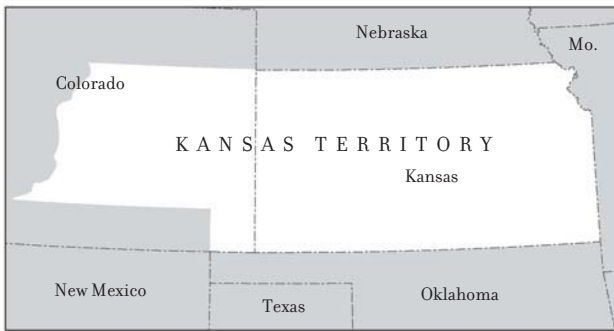 Nebraska
Mo.
Colorado
KANSAS TERRITORY
Kansas
New Mexico
Texas
Oklahoma